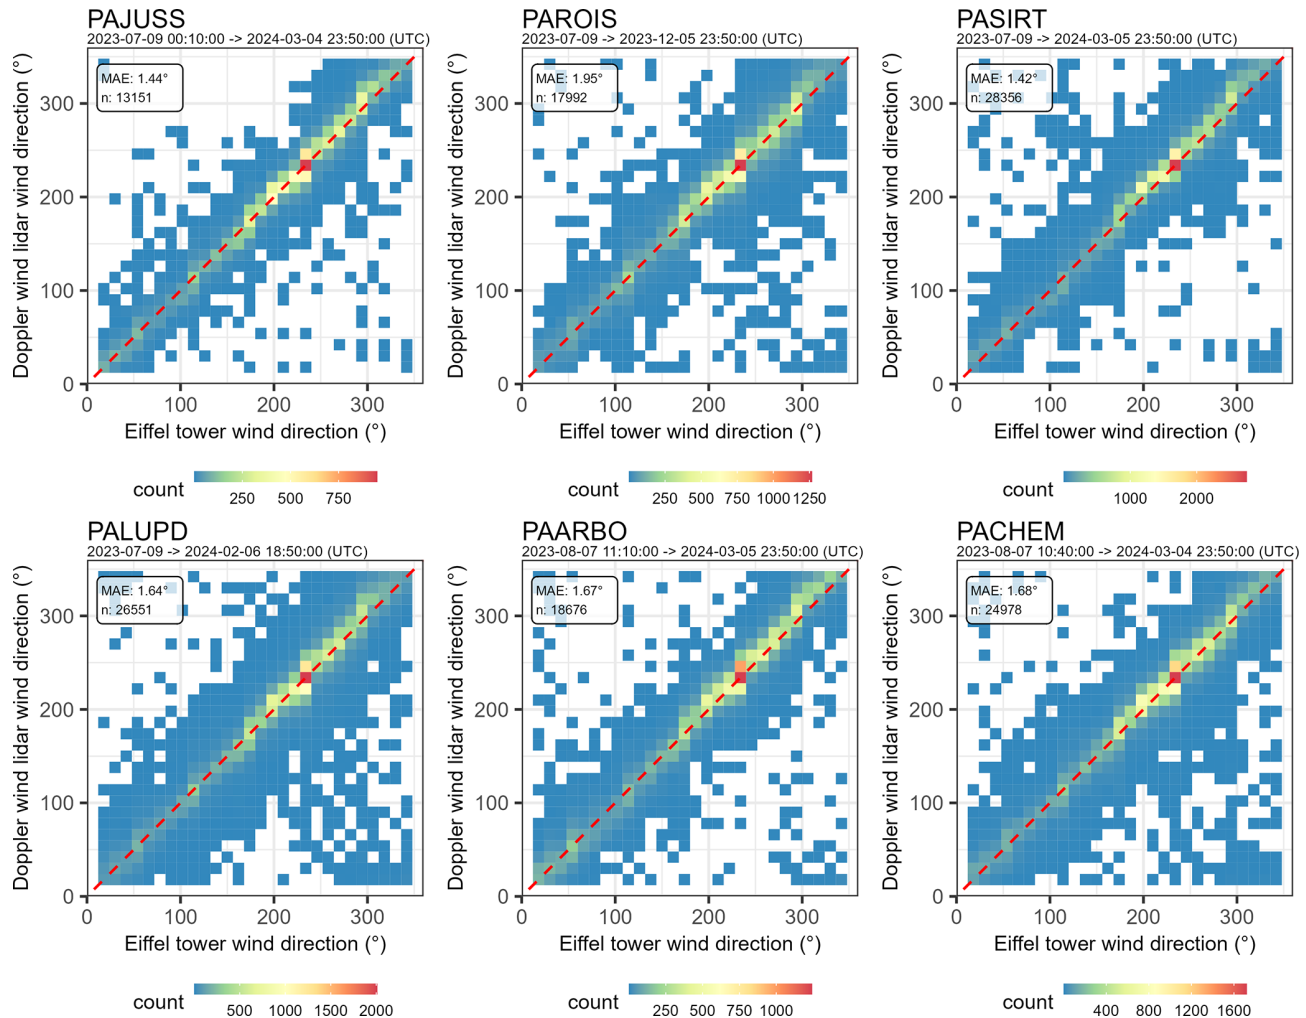 PAJUSS
2023-07-09 00:10:00 -> 2024-03-04 23:50:00 (UTC)
MAE: 1.44°
n: 13151
Doppler wind lidar wind direction (°)
300
200
100
0
0 100 200 300
Eiffel tower wind direction (°)
count
250 500 750
PAROIS
2023-07-09 -> 2023-12-05 23:50:00 (UTC)
MAE: 1.95°
n: 17992
Doppler wind lidar wind direction (°)
300
200
100
0
0 100 200 300
Eiffel tower wind direction (°)
count
250 500 750 1000 1250
PASIRT
2023-07-09 -> 2024-03-05 23:50:00 (UTC)
MAE: 1.42°
n: 28356
Doppler wind lidar wind direction (°)
300
200
100
0
0 100 200 300
Eiffel tower wind direction (°)
count
1000 2000
PALUPD
2023-07-09 -> 2024-02-06 18:50:00 (UTC)
MAE: 1.64°
n: 26551
Doppler wind lidar wind direction (°)
300
200
100
0
0 100 200 300
Eiffel tower wind direction (°)
count
500 1000 1500 2000
PAARBO
2023-08-07 11:10:00 -> 2024-03-05 23:50:00 (UTC)
MAE: 1.67°
n: 18676
Doppler wind lidar wind direction (°)
300
200
100
0
0 100 200 300
Eiffel tower wind direction (°)
count
250 500 750 1000
PACHEM
2023-08-07 10:40:00 -> 2024-03-04 23:50:00 (UTC)
MAE: 1.68°
n: 24978
Doppler wind lidar wind direction (°)
300
200
100
0
0 100 200 300
Eiffel tower wind direction (°)
count
400 800 1200 1600